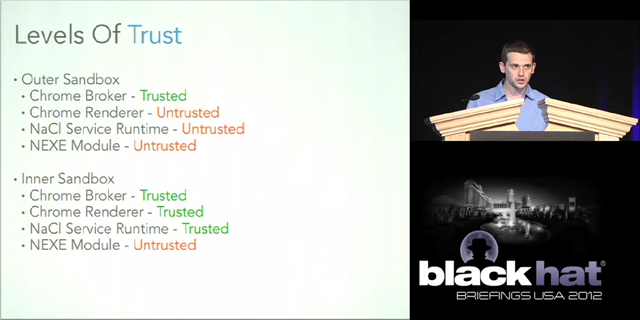 Levels Of Trust
• Outer Sandbox
• Chrome Broker - Trusted
• Chrome Renderer - Untrusted
• NaCl Service Runtime - Untrusted
• NEXE Module - Untrusted
• Inner Sandbox
• Chrome Broker - Trusted
• Chrome Renderer - Trusted
• NaCl Service Runtime - Trusted
• NEXE Module - Untrusted
black hat®
BRIEFINGS USA 2012